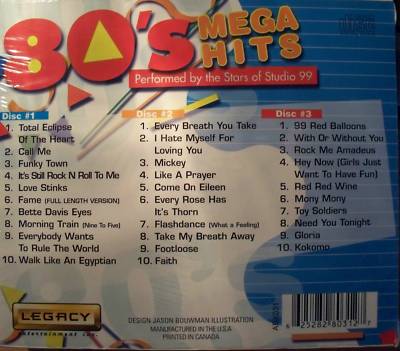 80'S MEGA
HITS
Performed by the Stars of Studio 99
Disc #1
1. Total Eclipse
Of The Heart
2. Call Me
3. Funky Town
4. It's Still Rock N Roll To Me
5. Love Stinks
6. Fame (FULL LENGTH VERSION)
7. Bette Davis Eyes
8. Morning Train (Nine To Five)
9. Everybody Wants
To Rule The World
10. Walk Like An Egyptian
Disc #2
1. Every Breath You Take
2. I Hate Myself For
Loving You
3. Mickey
4. Like A Prayer
5. Come On Eileen
6. Every Rose Has
It's Thorn
7. Flashdance (What a Feeling)
8. Take My Breath Away
9. Footloose
10. Faith
Disc #3
1. 99 Red Balloons
2. With Or Without You
3. Rock Me Amadeus
4. Hey Now (Girls Just
Want To Have Fun)
5. Red Red Wine
6. Mony Mony
7. Toy Soldiers
8. Need You Tonight
9. Gloria
10. Kokomo
LEGACY
entertainment inc.
DESIGN JASON BOUWMAN ILLUSTRATION
MANUFACTURED IN THE U.S.A.
PRINTED IN CANADA